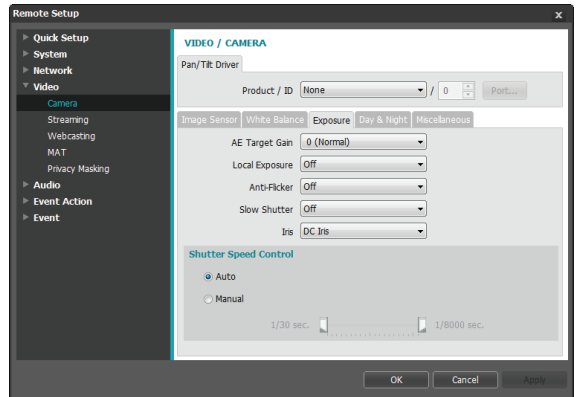 Remote Setup x
Quick Setup
System
Network
Video
Camera
Streaming
Webcasting
MAT
Privacy Masking
Audio
Event Action
Event
VIDEO / CAMERA
Pan/Tilt Driver
Product / ID None / 0 Port...
Image Sensor White Balance Exposure Day & Night Miscellaneous
AE Target Gain 0 (Normal)
Local Exposure Off
Anti-Flicker Off
Slow Shutter Off
Iris DC Iris
Shutter Speed Control
Auto
Manual
1/30 sec. 1/8000 sec.
OK Cancel Apply